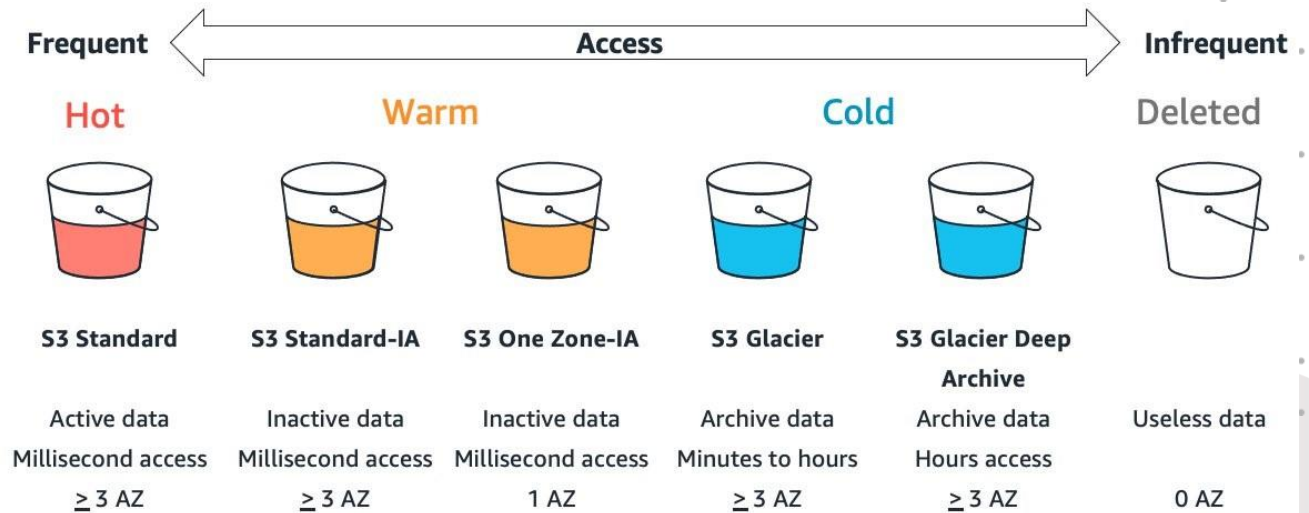 Frequent Access Infrequent
Hot Warm Cold Deleted
S3 Standard S3 Standard-IA S3 One Zone-IA S3 Glacier S3 Glacier Deep
Archive
Active data Inactive data Inactive data Archive data Archive data Useless data
Millisecond access Millisecond access Millisecond access Minutes to hours Hours access
≥ 3 AZ ≥ 3 AZ 1 AZ ≥ 3 AZ ≥ 3 AZ 0 AZ